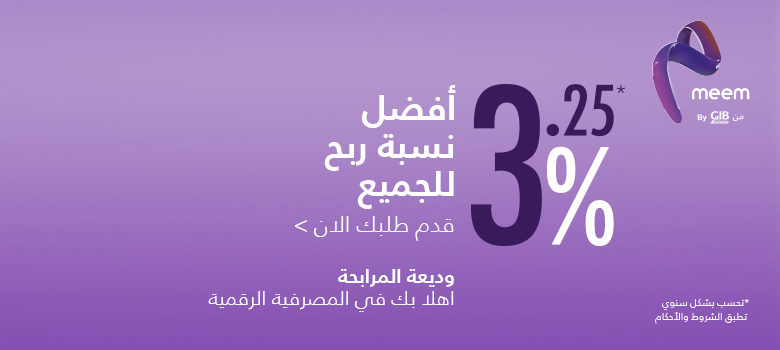 meem
By GIB من
3.25*%
أفضل
نسبة ربح
للجميع
قدم طلبك الان >
وديعة المرابحة
اهلا بك في المصرفية الرقمية
*تحسب بشكل سنوي
تطبق الشروط والأحكام